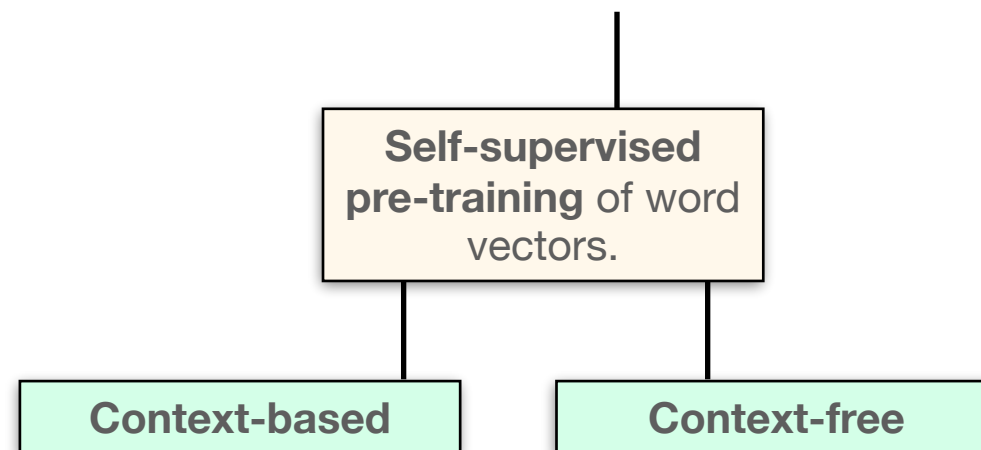 Self-supervised
pre-training of word
vectors.
Context-based
Context-free